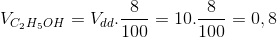 V_{C_2H_5OH} = V_{dd}.\frac{8}{100} = 10.\frac{8}{100} = 0,8